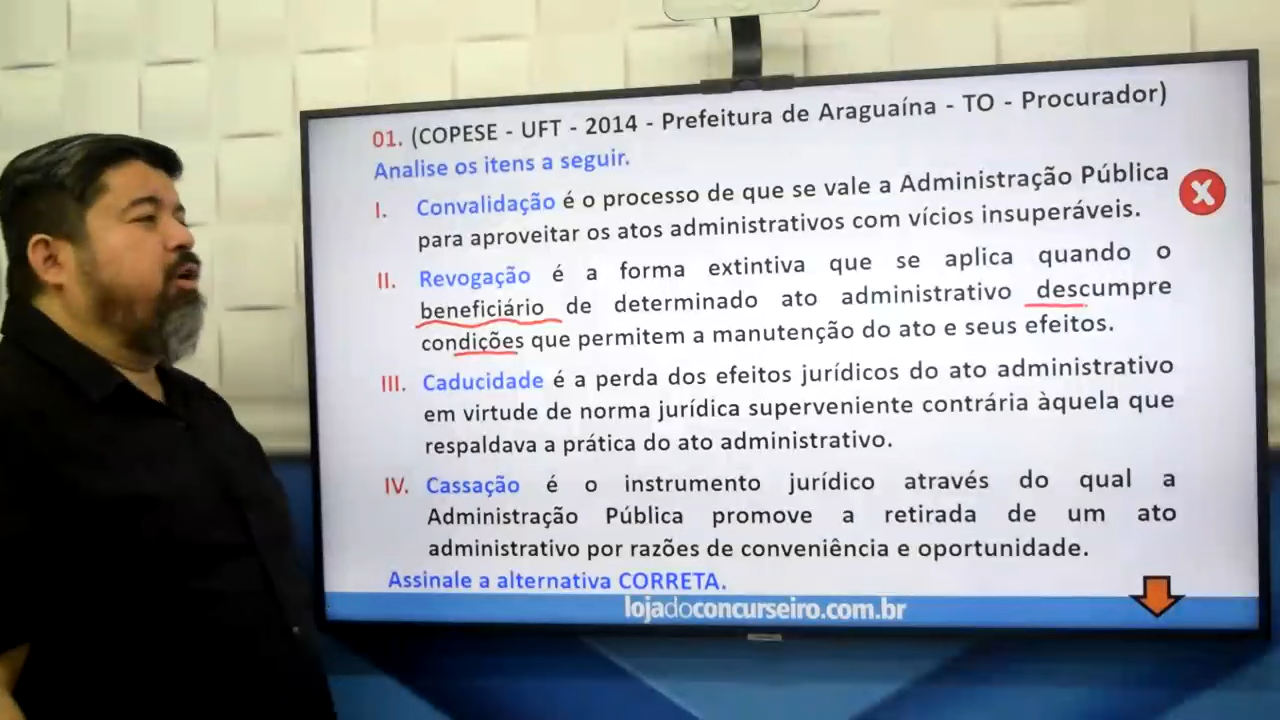 01. (COPESE - UFT - 2014 - Prefeitura de Araguaína - TO - Procurador)
Analise os itens a seguir.
I. Convalidação é o processo de que se vale a Administração Pública
para aproveitar os atos administrativos com vícios insuperáveis.
II. Revogação é a forma extintiva que se aplica quando o
beneficiário de determinado ato administrativo descumpre
condições que permitem a manutenção do ato e seus efeitos.
III. Caducidade é a perda dos efeitos jurídicos do ato administrativo
em virtude de norma jurídica superveniente contrária àquela que
respaldava a prática do ato administrativo.
IV. Cassação é o instrumento jurídico através do qual a
Administração Pública promove a retirada de um ato
administrativo por razões de conveniência e oportunidade.
Assinale a alternativa CORRETA.
lojadoconcurseiro.com.br